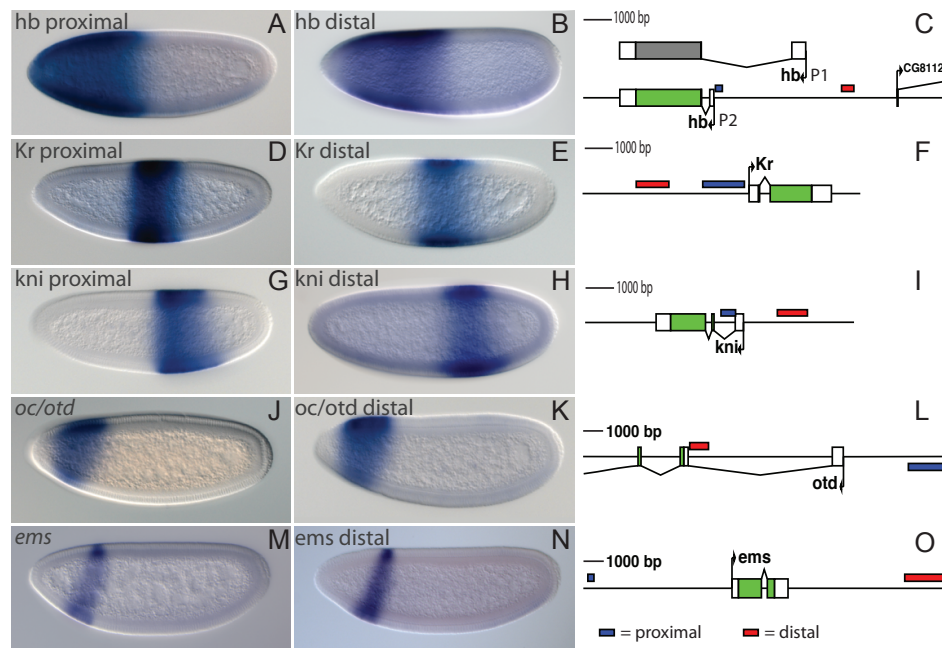 hb proximal A
hb distal B
1000 bp C
hb P1
CG8112
hb P2
Kr proximal D
Kr distal E
1000 bp F
Kr
kni proximal G
kni distal H
1000 bp I
kni
oc/otd J
oc/otd distal K
1000 bp L
otd
ems M
ems distal N
1000 bp O
ems
= proximal = distal